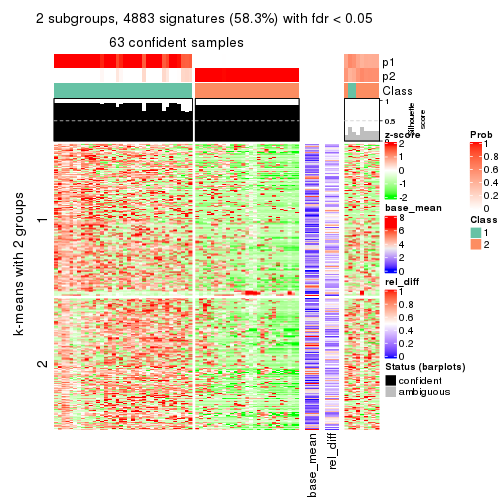 2 subgroups, 4883 signatures (58.3%) with fdr < 0.05
63 confident samples
p1
p2
Class
1
0.5
0
Silhouette
score
k-means with 2 groups
1
2
base_mean
rel_diff
z-score
2
1
0
-1
-2
base_mean
8
6
4
2
0
rel_diff
1
0.8
0.6
0.4
0.2
0
Status (barplots)
confident
ambiguous
Prob
1
0.8
0.6
0.4
0.2
0
Class
1
2